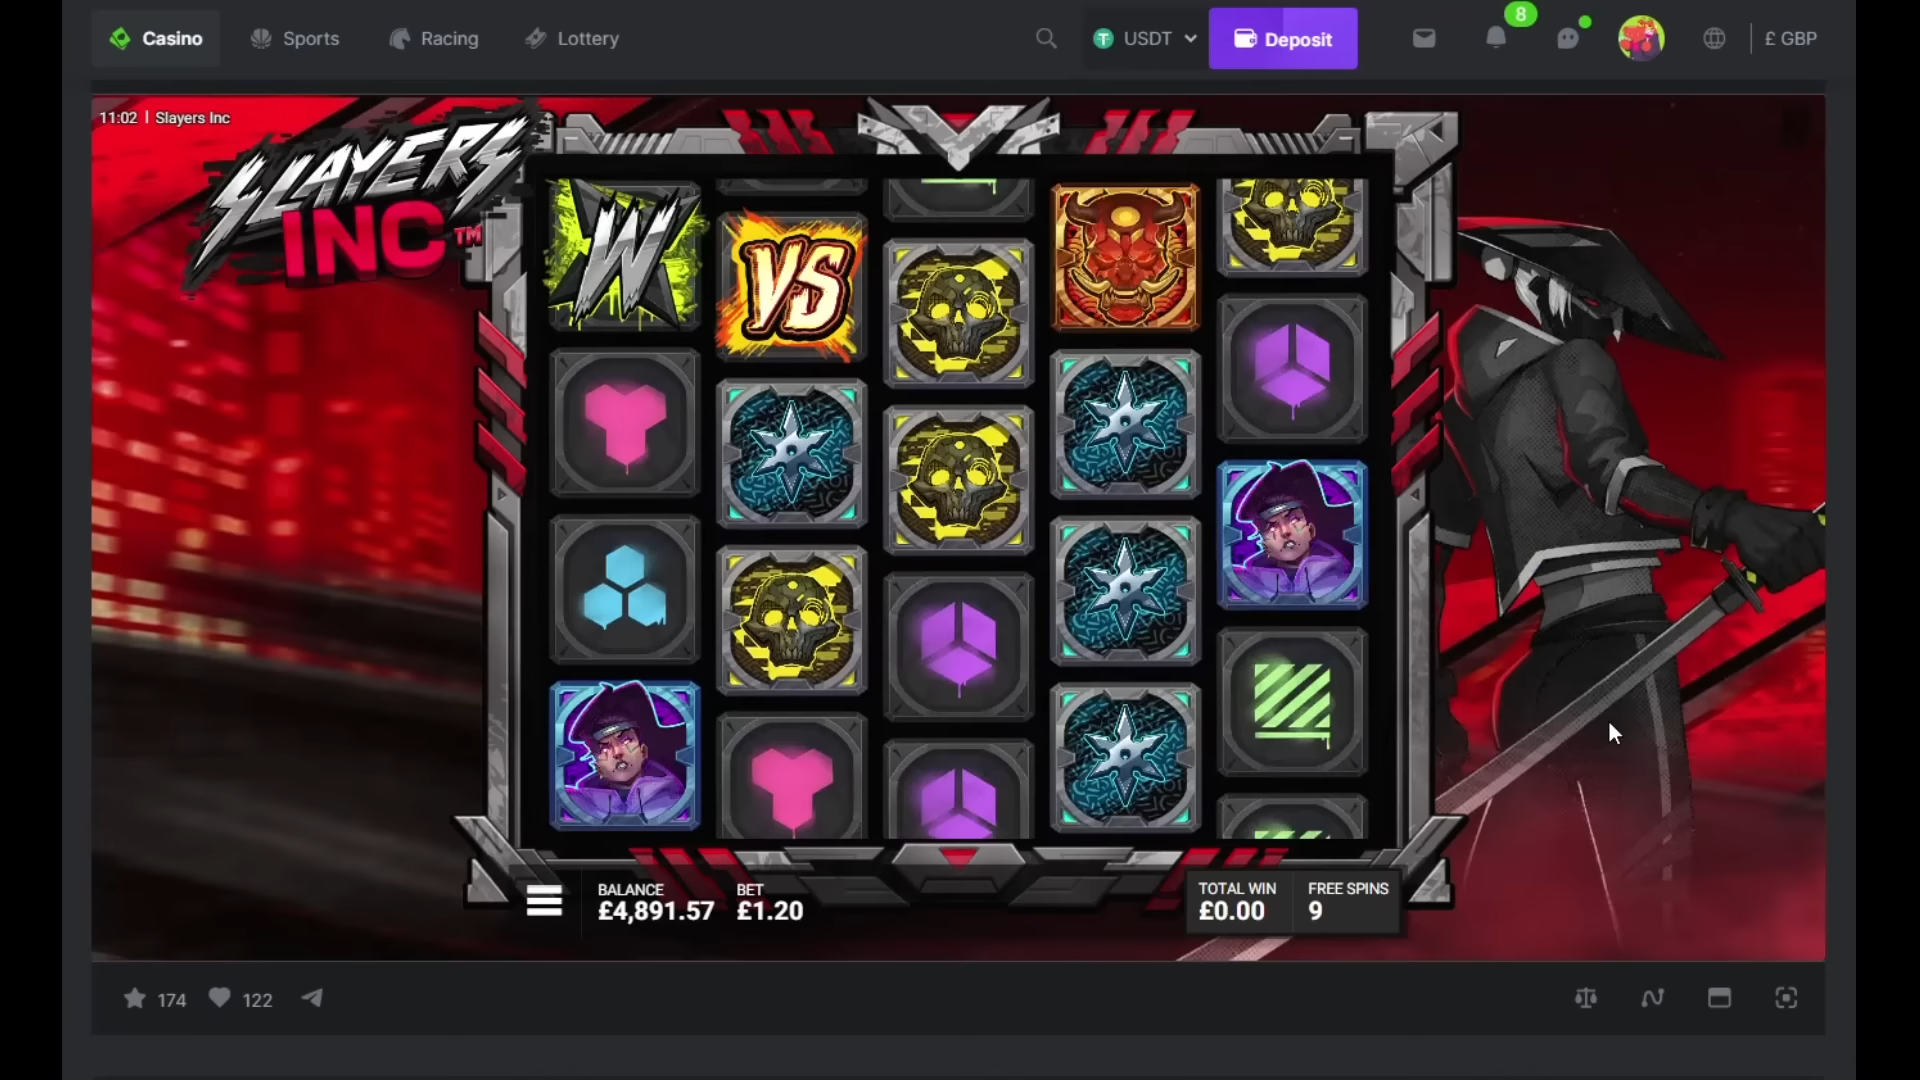 Casino
Sports
Racing
Lottery
USDT
Deposit
8
£ GBP
11:02 | Slayers Inc
SLAYERS
INC™
W
VS
BALANCE
£4,891.57
BET
£1.20
TOTAL WIN
£0.00
FREE SPINS
9
174
122